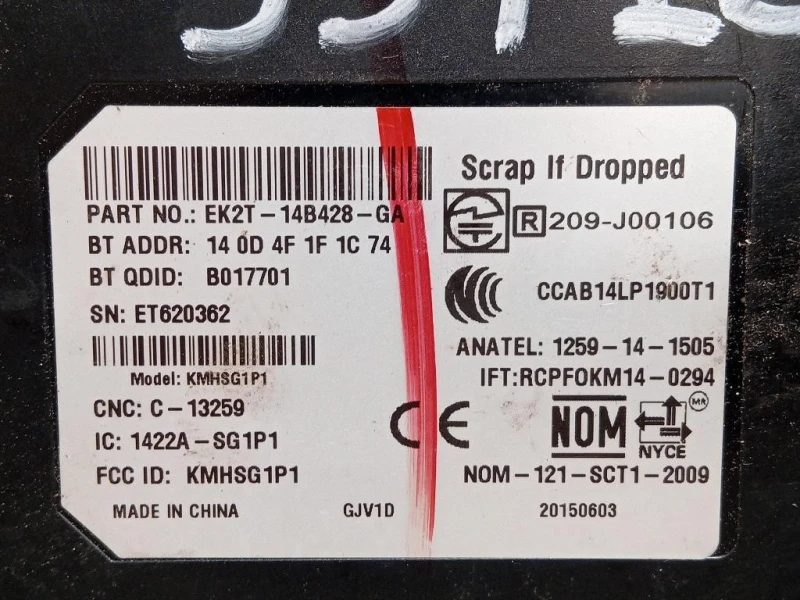 Scrap If Dropped
PART NO.: EK2T-14B428-GA
R 209-J00106
BT ADDR: 14 0D 4F 1F 1C 74
BT QDID: B017701
CCAB14LP1900T1
SN: ET620362
ANATEL: 1259-14-1505
Model: KMHSG1P1
IFT:RCPFOKM14-0294
CNC: C-13259
CE
NOM
MR
NYCE
IC: 1422A-SG1P1
FCC ID: KMHSG1P1
NOM-121-SCT1-2009
MADE IN CHINA
GJV1D
20150603